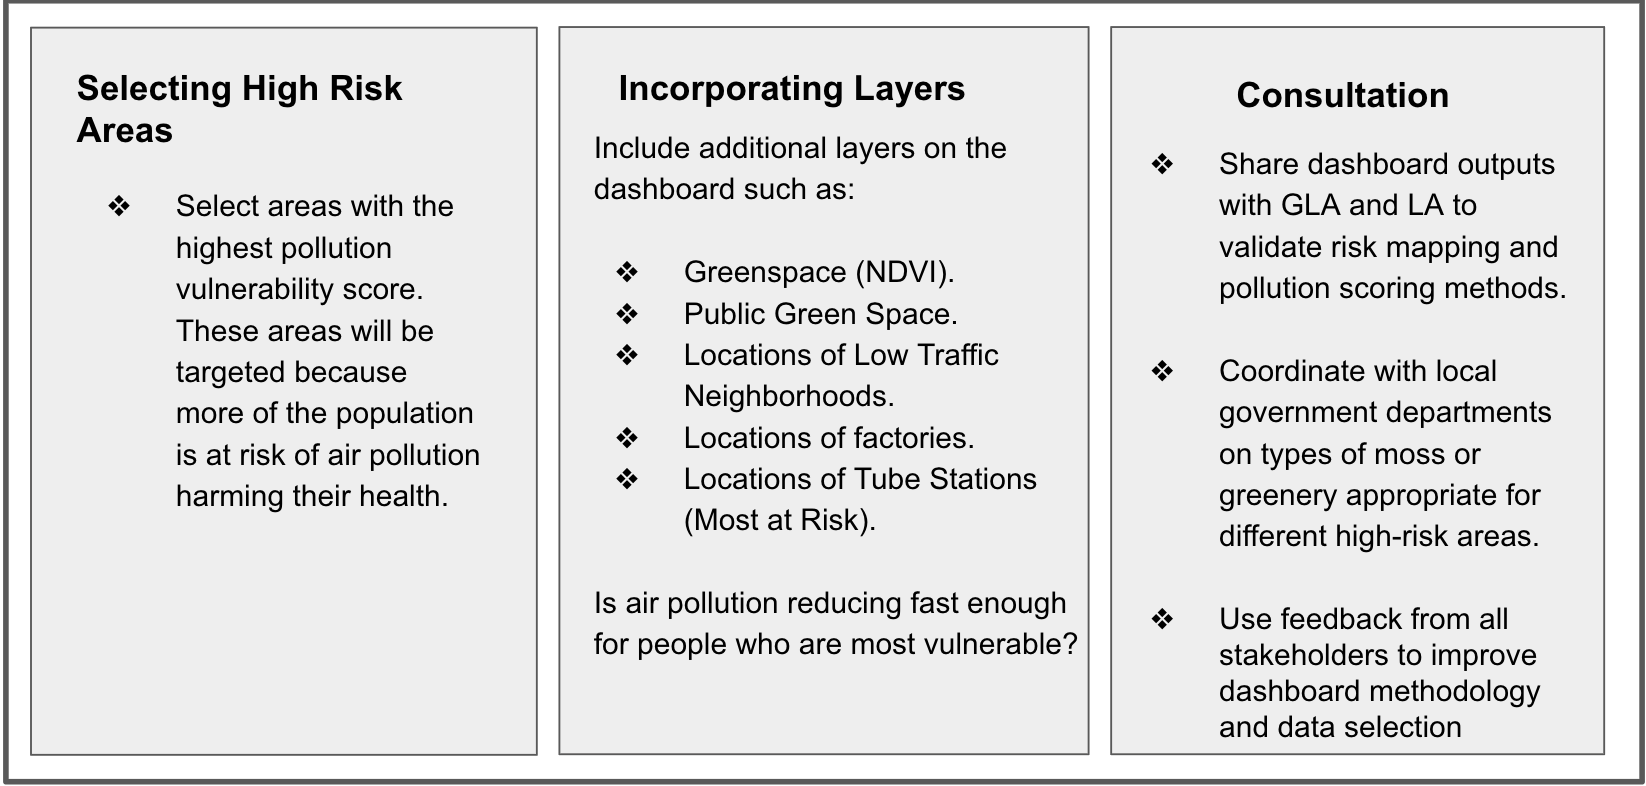 Selecting High Risk
Areas
❖ Select areas with the
highest pollution
vulnerability score.
These areas will be
targeted because
more of the population
is at risk of air pollution
harming their health.
Incorporating Layers
Include additional layers on the
dashboard such as:
❖ Greenspace (NDVI).
❖ Public Green Space.
❖ Locations of Low Traffic
Neighborhoods.
❖ Locations of factories.
❖ Locations of Tube Stations
(Most at Risk).
Is air pollution reducing fast enough
for people who are most vulnerable?
Consultation
❖ Share dashboard outputs
with GLA and LA to
validate risk mapping and
pollution scoring methods.
❖ Coordinate with local
government departments
on types of moss or
greenery appropriate for
different high-risk areas.
❖ Use feedback from all
stakeholders to improve
dashboard methodology
and data selection